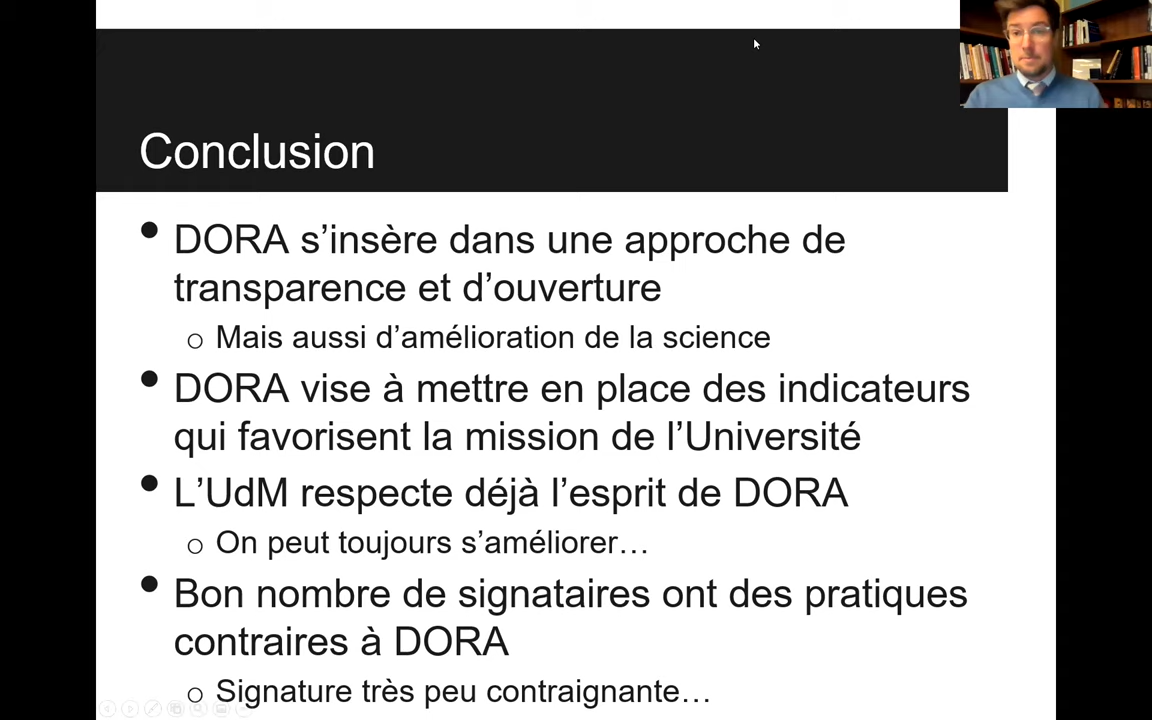 Conclusion
• DORA s’insère dans une approche de
transparence et d’ouverture
o Mais aussi d’amélioration de la science
• DORA vise à mettre en place des indicateurs
qui favorisent la mission de l’Université
• L’UdM respecte déjà l’esprit de DORA
o On peut toujours s’améliorer…
• Bon nombre de signataires ont des pratiques
contraires à DORA
o Signature très peu contraignante…